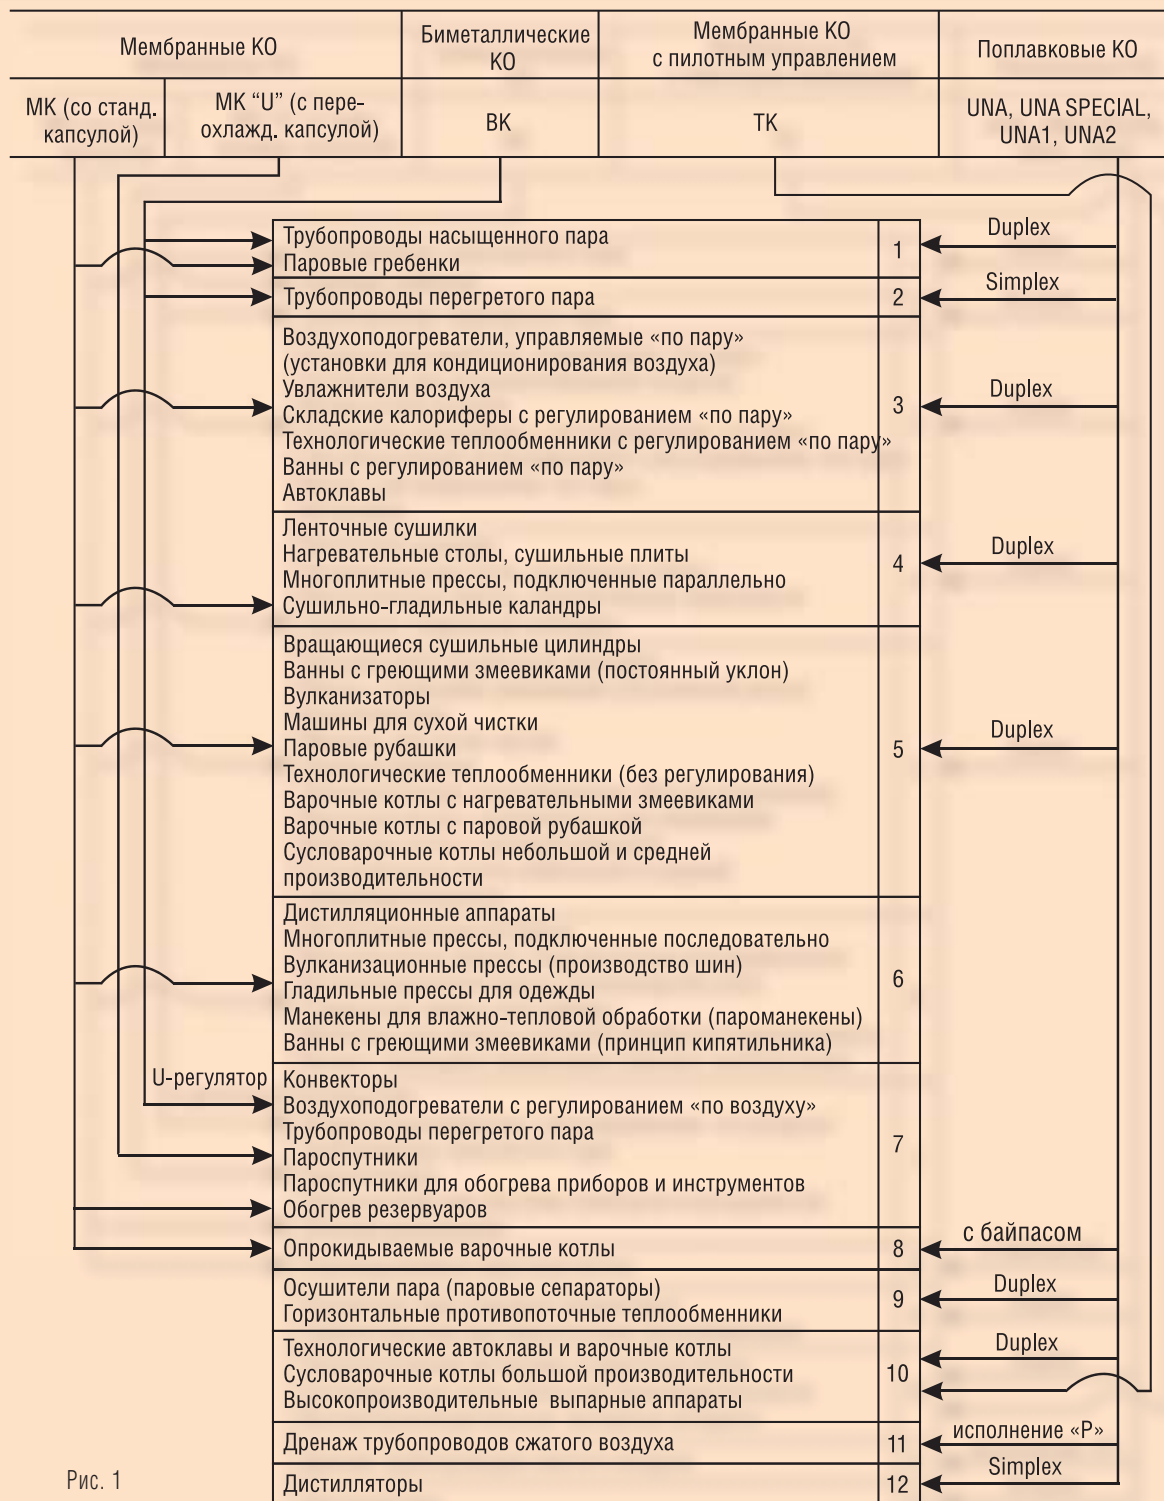 Мембранные КО
Биметаллические
КО
Мембранные КО
с пилотным управлением
Поплавковые КО
МК (со станд.
капсулой)
МК “U” (с пере-
охлажд. капсулой)
ВК
ТК
UNA, UNA SPECIAL,
UNA1, UNA2
Трубопроводы насыщенного пара
Паровые гребенки
1
Duplex
Трубопроводы перегретого пара
2
Simplex
Воздухоподогреватели, управляемые «по пару»
(установки для кондиционирования воздуха)
Увлажнители воздуха
Складские калориферы с регулированием «по пару»
Технологические теплообменники с регулированием «по пару»
Ванны с регулированием «по пару»
Автоклавы
3
Duplex
Ленточные сушилки
Нагревательные столы, сушильные плиты
Многоплитные прессы, подключенные параллельно
Сушильно-гладильные каландры
4
Duplex
Вращающиеся сушильные цилиндры
Ванны с греющими змеевиками (постоянный уклон)
Вулканизаторы
Машины для сухой чистки
Паровые рубашки
Технологические теплообменники (без регулирования)
Варочные котлы с нагревательными змеевиками
Варочные котлы с паровой рубашкой
Сусловарочные котлы небольшой и средней
производительности
5
Duplex
Дистилляционные аппараты
Многоплитные прессы, подключенные последовательно
Вулканизационные прессы (производство шин)
Гладильные прессы для одежды
Манекены для влажно-тепловой обработки (пароманекены)
Ванны с греющими змеевиками (принцип кипятильника)
6
U-регулятор
Конвекторы
Воздухоподогреватели с регулированием «по воздуху»
Трубопроводы перегретого пара
Пароспутники
Пароспутники для обогрева приборов и инструментов
Обогрев резервуаров
7
Опрокидываемые варочные котлы
8
с байпасом
Осушители пара (паровые сепараторы)
Горизонтальные противопоточные теплообменники
9
Duplex
Технологические автоклавы и варочные котлы
Сусловарочные котлы большой производительности
Высокопроизводительные выпарные аппараты
10
Duplex
Дренаж трубопроводов сжатого воздуха
11
исполнение «Р»
Дистилляторы
12
Simplex
Рис. 1